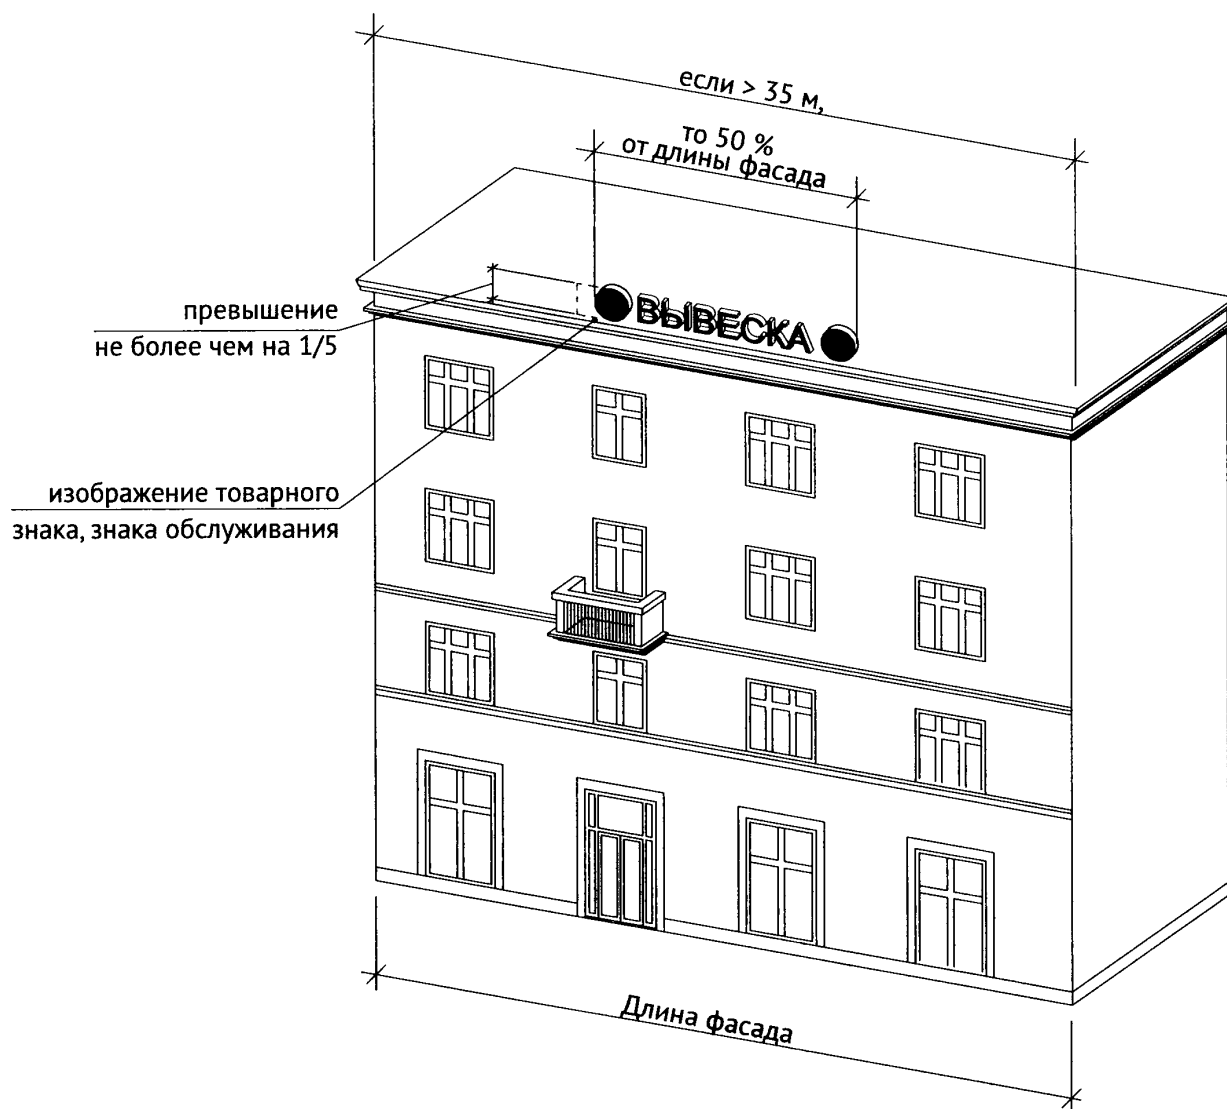 если > 35 м,
то 50 %
от длины фасада
ВЫВЕСКА
превышение
не более чем на 1/5
изображение товарного
знака, знака обслуживания
Длина фасада